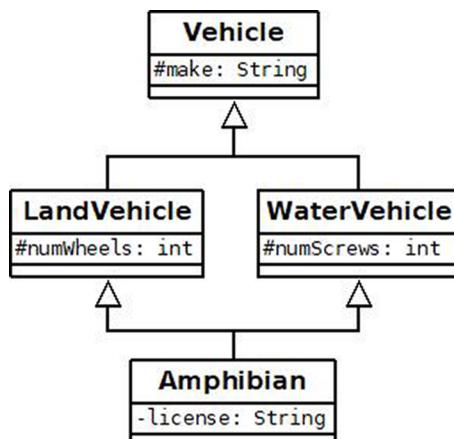 Vehicle
#make: String
LandVehicle
#numWheels: int
WaterVehicle
#numScrews: int
Amphibian
-license: String